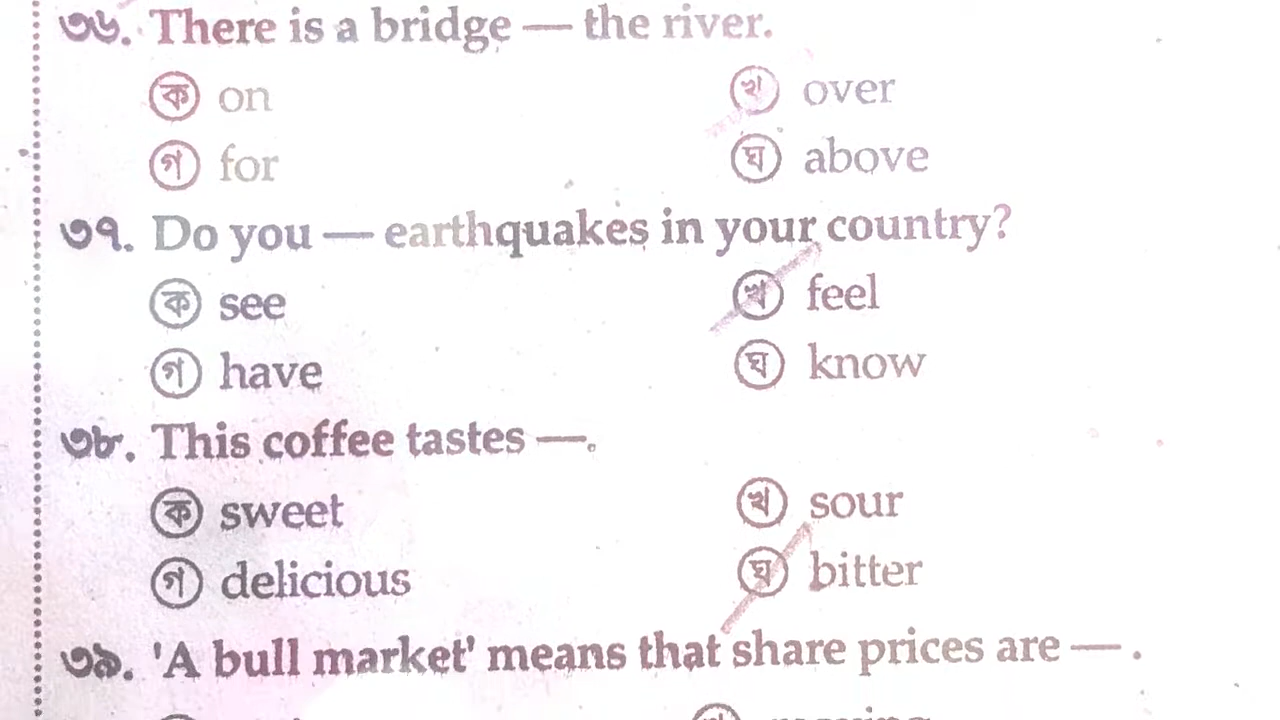 ৩৬. There is a bridge — the river.
ক on খ over
গ for ঘ above
৩৭. Do you — earthquakes in your country?
ক see খ feel
গ have ঘ know
৩৮. This coffee tastes —.
ক sweet খ sour
গ delicious ঘ bitter
৩৯. 'A bull market' means that share prices are — .